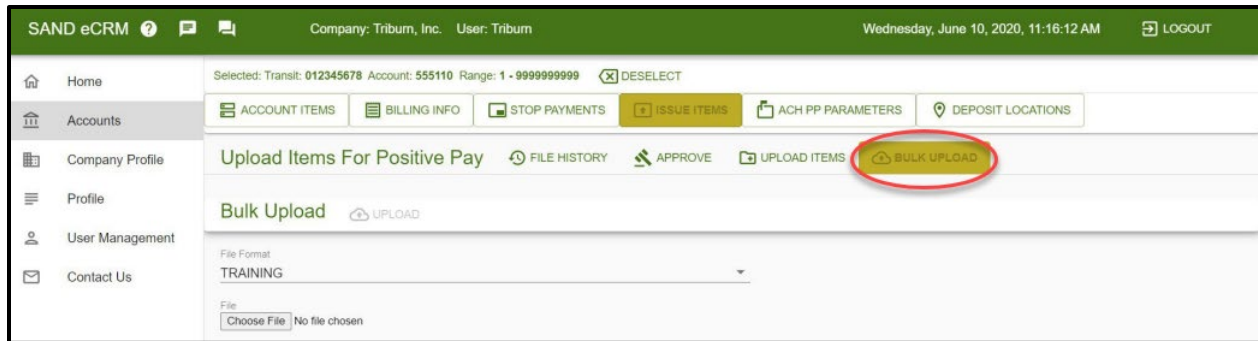 SAND eCRM ? Company: Triburn, Inc. User: Triburn Wednesday, June 10, 2020, 11:16:12 AM LOGOUT
Home
Accounts
Company Profile
Profile
User Management
Contact Us
Selected: Transit: 012345678 Account: 555110 Range: 1 - 9999999999 DESELECT
ACCOUNT ITEMS BILLING INFO STOP PAYMENTS ISSUE ITEMS ACH PP PARAMETERS DEPOSIT LOCATIONS
Upload Items For Positive Pay FILE HISTORY APPROVE UPLOAD ITEMS BULK UPLOAD
Bulk Upload UPLOAD
File Format
TRAINING
File
Choose File No file chosen